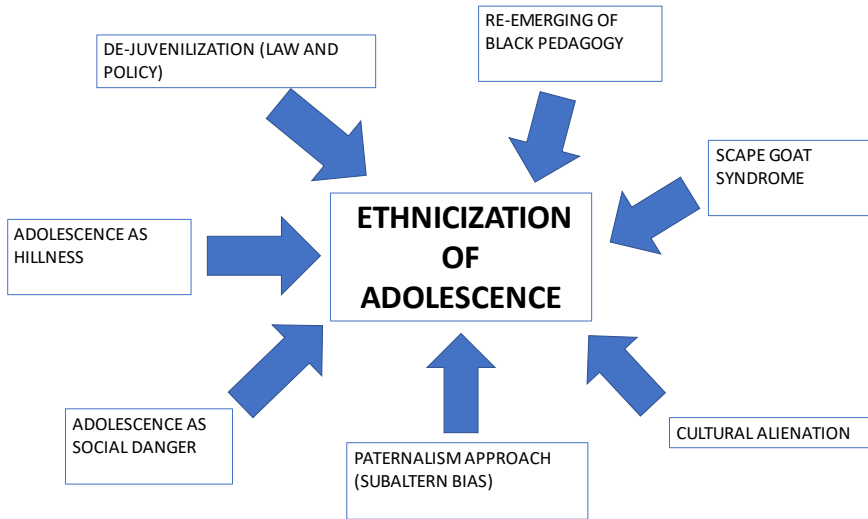 DE-JUVENILIZATION (LAW AND
POLICY)
RE-EMERGING OF
BLACK PEDAGOGY
SCAPE GOAT
SYNDROME
ETHNICIZATION
OF
ADOLESCENCE
ADOLESCENCE AS
HILLNESS
ADOLESCENCE AS
SOCIAL DANGER
PATERNALISM APPROACH
(SUBALTERN BIAS)
CULTURAL ALIENATION